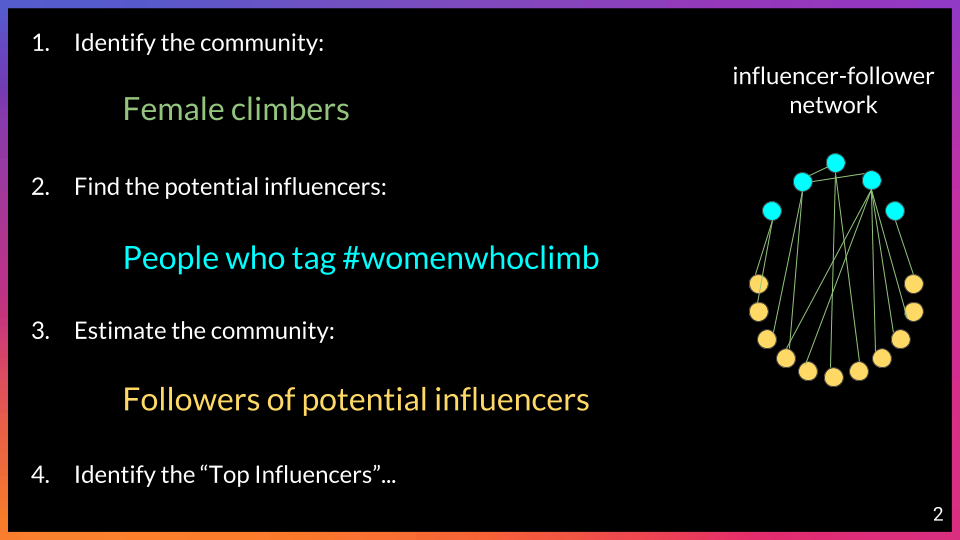 1. Identify the community:
Female climbers
influencer-follower
network
2. Find the potential influencers:
People who tag #womenwhoclimb
3. Estimate the community:
Followers of potential influencers
4. Identify the “Top Influencers”...
2